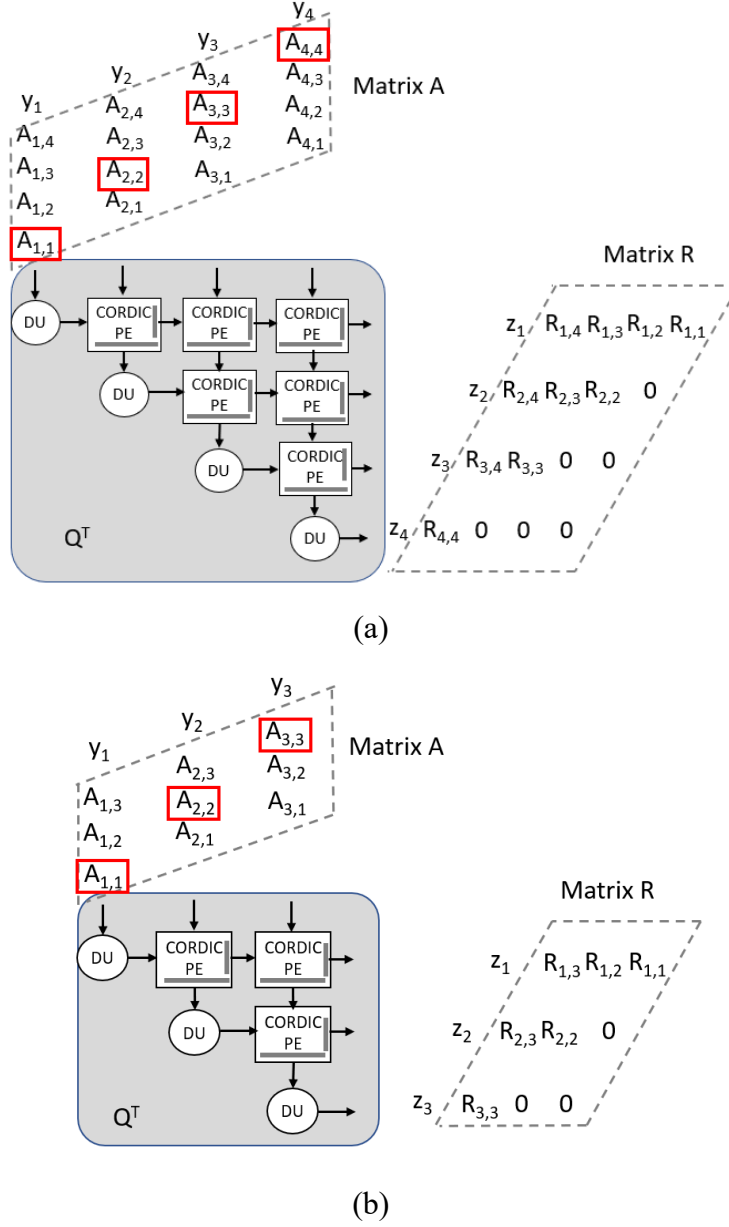 y₄
y₃ A₄,₄
y₂ A₃,₄ A₄,₃ Matrix A
y₁ A₂,₄ A₃,₃ A₄,₂
A₁,₄ A₂,₃ A₃,₂ A₄,₁
A₁,₃ A₂,₂ A₃,₁
A₁,₂ A₂,₁
A₁,₁
Matrix R
DU CORDIC PE CORDIC PE CORDIC PE
z₁ R₁,₄ R₁,₃ R₁,₂ R₁,₁
DU CORDIC PE CORDIC PE
z₂ R₂,₄ R₂,₃ R₂,₂ 0
DU CORDIC PE
z₃ R₃,₄ R₃,₃ 0 0
Qᵀ DU
z₄ R₄,₄ 0 0 0
(a)
y₃
y₂ A₃,₃ Matrix A
y₁ A₂,₃ A₃,₂
A₁,₃ A₂,₂ A₃,₁
A₁,₂ A₂,₁
A₁,₁
Matrix R
DU CORDIC PE CORDIC PE
z₁ R₁,₃ R₁,₂ R₁,₁
DU CORDIC PE
z₂ R₂,₃ R₂,₂ 0
Qᵀ DU
z₃ R₃,₃ 0 0
(b)